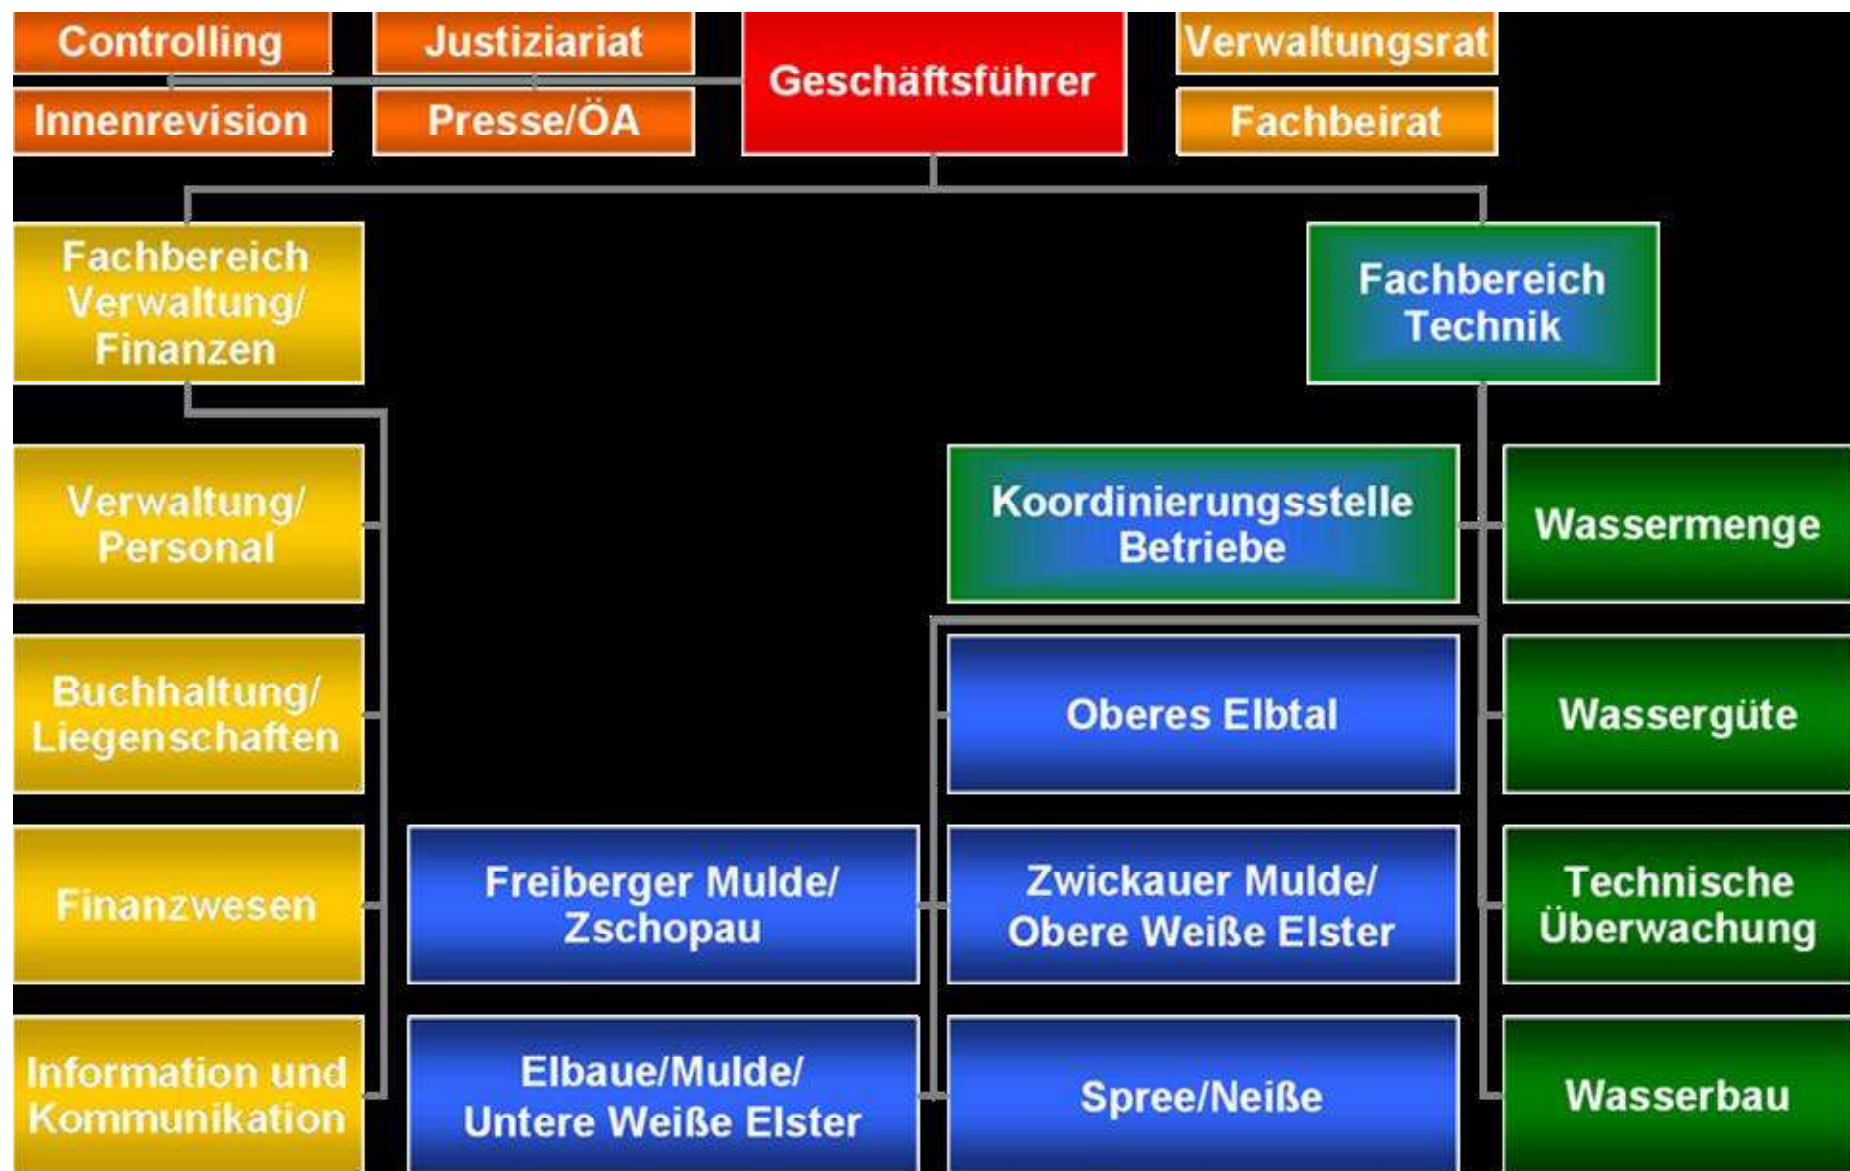 Controlling
Justiziariat
Geschäftsführer
Verwaltungsrat
Innenrevision
Presse/ÖA
Fachbeirat
Fachbereich
Verwaltung/
Finanzen
Fachbereich
Technik
Verwaltung/
Personal
Koordinierungsstelle
Betriebe
Wassermenge
Buchhaltung/
Liegenschaften
Oberes Elbtal
Wassergüte
Finanzwesen
Freiberger Mulde/
Zschopau
Zwickauer Mulde/
Obere Weiße Elster
Technische
Überwachung
Information und
Kommunikation
Elbaue/Mulde/
Untere Weiße Elster
Spree/Neiße
Wasserbau